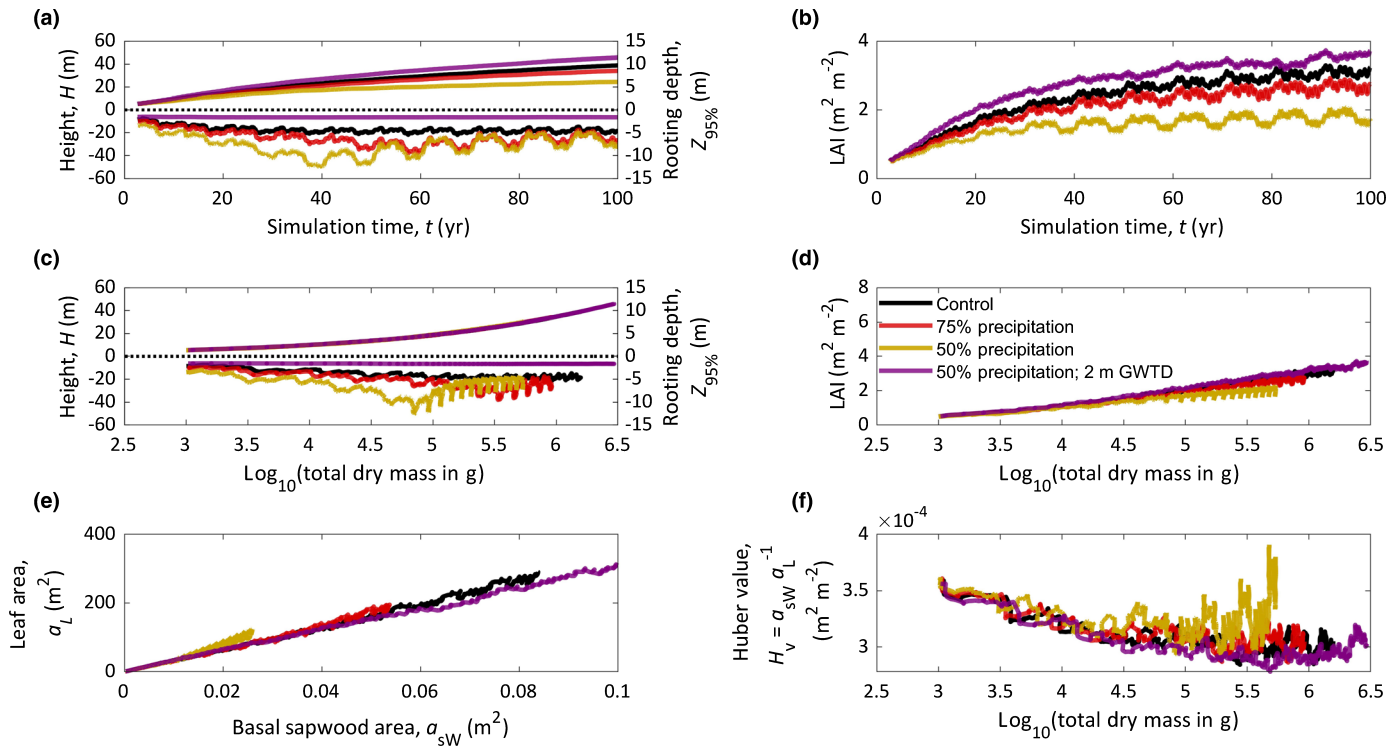 (a)
60
40
20
0
-20
-40
-60
Height, H (m)
15
10
5
0
-5
-10
-15
Rooting depth,
Z95% (m)
0 20 40 60 80 100
Simulation time, t (yr)
(b)
4
2
0
LAI (m2 m-2)
0 20 40 60 80 100
Simulation time, t (yr)
(c)
60
40
20
0
-20
-40
-60
Height, H (m)
15
10
5
0
-5
-10
-15
Rooting depth,
Z95% (m)
2.5 3 3.5 4 4.5 5 5.5 6 6.5
Log10(total dry mass in g)
(d)
8
6
4
2
0
LAI (m2 m-2)
Control
75% precipitation
50% precipitation
50% precipitation; 2 m GWTD
2.5 3 3.5 4 4.5 5 5.5 6 6.5
Log10(total dry mass in g)
(e)
400
200
0
Leaf area,
aL (m2)
0 0.02 0.04 0.06 0.08 0.1
Basal sapwood area, asW (m2)
(f)
×10-4
4
3.5
3
Huber value,
Hv = asW aL-1
(m2 m-2)
2.5 3 3.5 4 4.5 5 5.5 6 6.5
Log10(total dry mass in g)